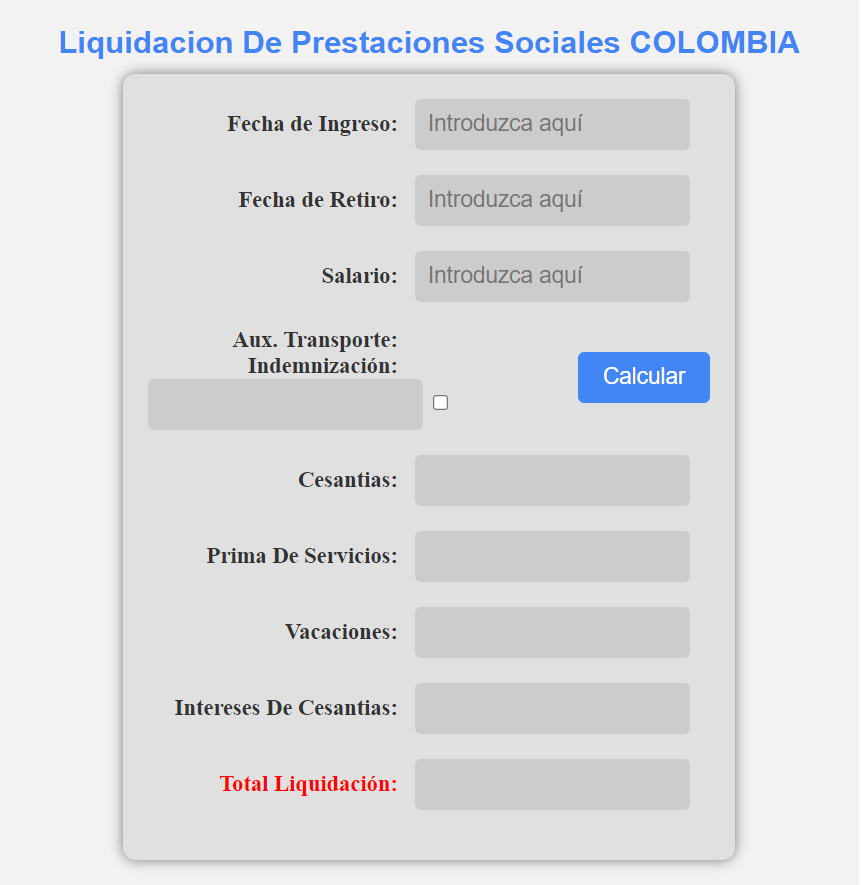 Liquidacion De Prestaciones Sociales COLOMBIA
Fecha de Ingreso: Introduzca aquí
Fecha de Retiro: Introduzca aquí
Salario: Introduzca aquí
Aux. Transporte:
Indemnización:
Calcular
Cesantias:
Prima De Servicios:
Vacaciones:
Intereses De Cesantias:
Total Liquidación: